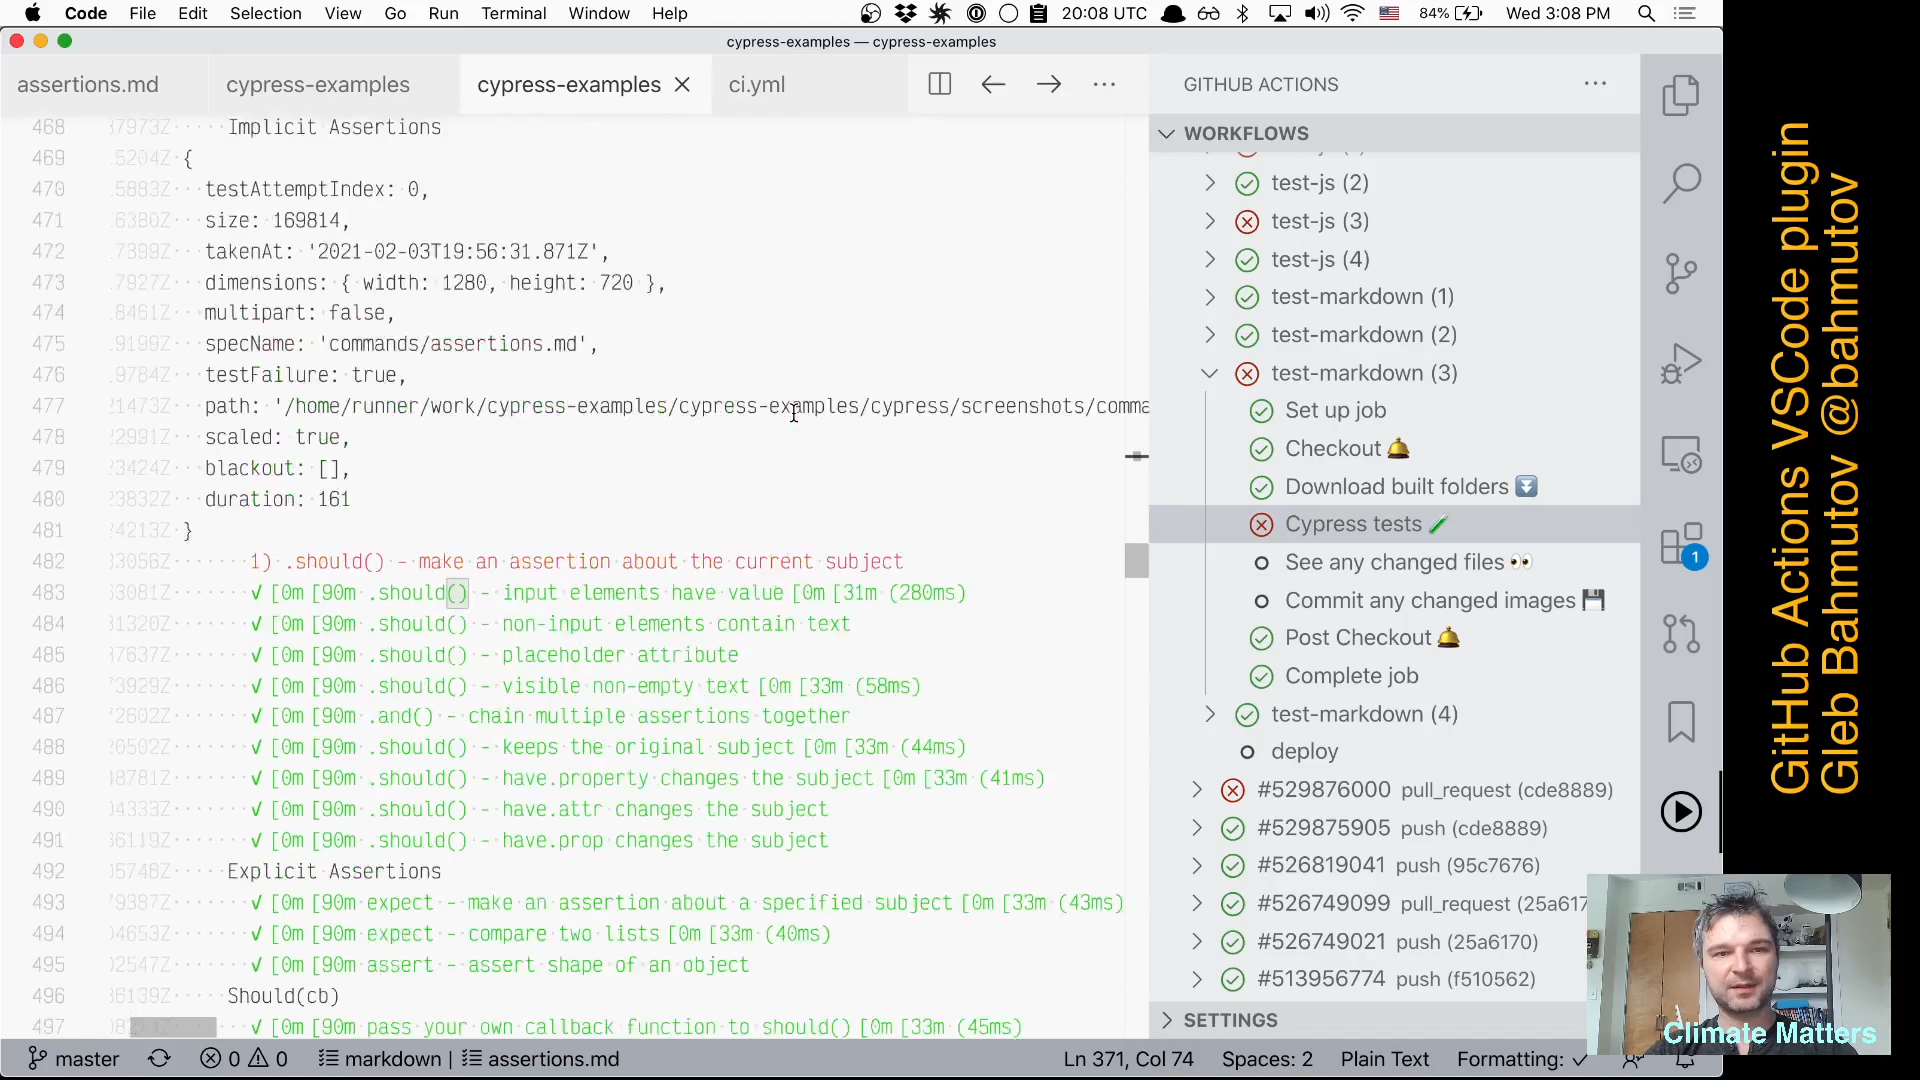 Code File Edit Selection View Go Run Terminal Window Help 20:08 UTC 84% Wed 3:08 PM
cypress-examples — cypress-examples
assertions.md cypress-examples cypress-examples ci.yml
468 Implicit Assertions
469 {
470 testAttemptIndex: 0,
471 size: 169814,
472 takenAt: '2021-02-03T19:56:31.871Z',
473 dimensions: { width: 1280, height: 720 },
474 multipart: false,
475 specName: 'commands/assertions.md',
476 testFailure: true,
477 path: '/home/runner/work/cypress-examples/cypress-examples/cypress/screenshots/comma
478 scaled: true,
479 blackout: [],
480 duration: 161
481 }
482 1) .should() - make an assertion about the current subject
483 ✓ [0m [90m .should() - input elements have value [0m [31m (280ms)
484 ✓ [0m [90m .should() - non-input elements contain text
485 ✓ [0m [90m .should() - placeholder attribute
486 ✓ [0m [90m .should() - visible non-empty text [0m [33m (58ms)
487 ✓ [0m [90m .and() - chain multiple assertions together
488 ✓ [0m [90m .should() - keeps the original subject [0m [33m (44ms)
489 ✓ [0m [90m .should() - have.property changes the subject [0m [33m (41ms)
490 ✓ [0m [90m .should() - have.attr changes the subject
491 ✓ [0m [90m .should() - have.prop changes the subject
492 Explicit Assertions
493 ✓ [0m [90m expect - make an assertion about a specified subject [0m [33m (43ms)
494 ✓ [0m [90m expect - compare two lists [0m [33m (40ms)
495 ✓ [0m [90m assert - assert shape of an object
496 Should(cb)
497 ✓ [0m [90m pass your own callback function to should() [0m [33m (45ms)
GITHUB ACTIONS
WORKFLOWS
test-js (2)
test-js (3)
test-js (4)
test-markdown (1)
test-markdown (2)
test-markdown (3)
Set up job
Checkout 🛎
Download built folders ⏬
Cypress tests 🧪
See any changed files 👀
Commit any changed images 💾
Post Checkout 🛎
Complete job
test-markdown (4)
deploy
#529876000 pull_request (cde8889)
#529875905 push (cde8889)
#526819041 push (95c7676)
#526749099 pull_request (25a617
#526749021 push (25a6170)
#513956774 push (f510562)
SETTINGS
1
master 0 0 markdown | assertions.md Ln 371, Col 74 Spaces: 2 Plain Text Formatting: ✓
GitHub Actions VSCode plugin
Gleb Bahmutov @bahmutov
Climate Matters